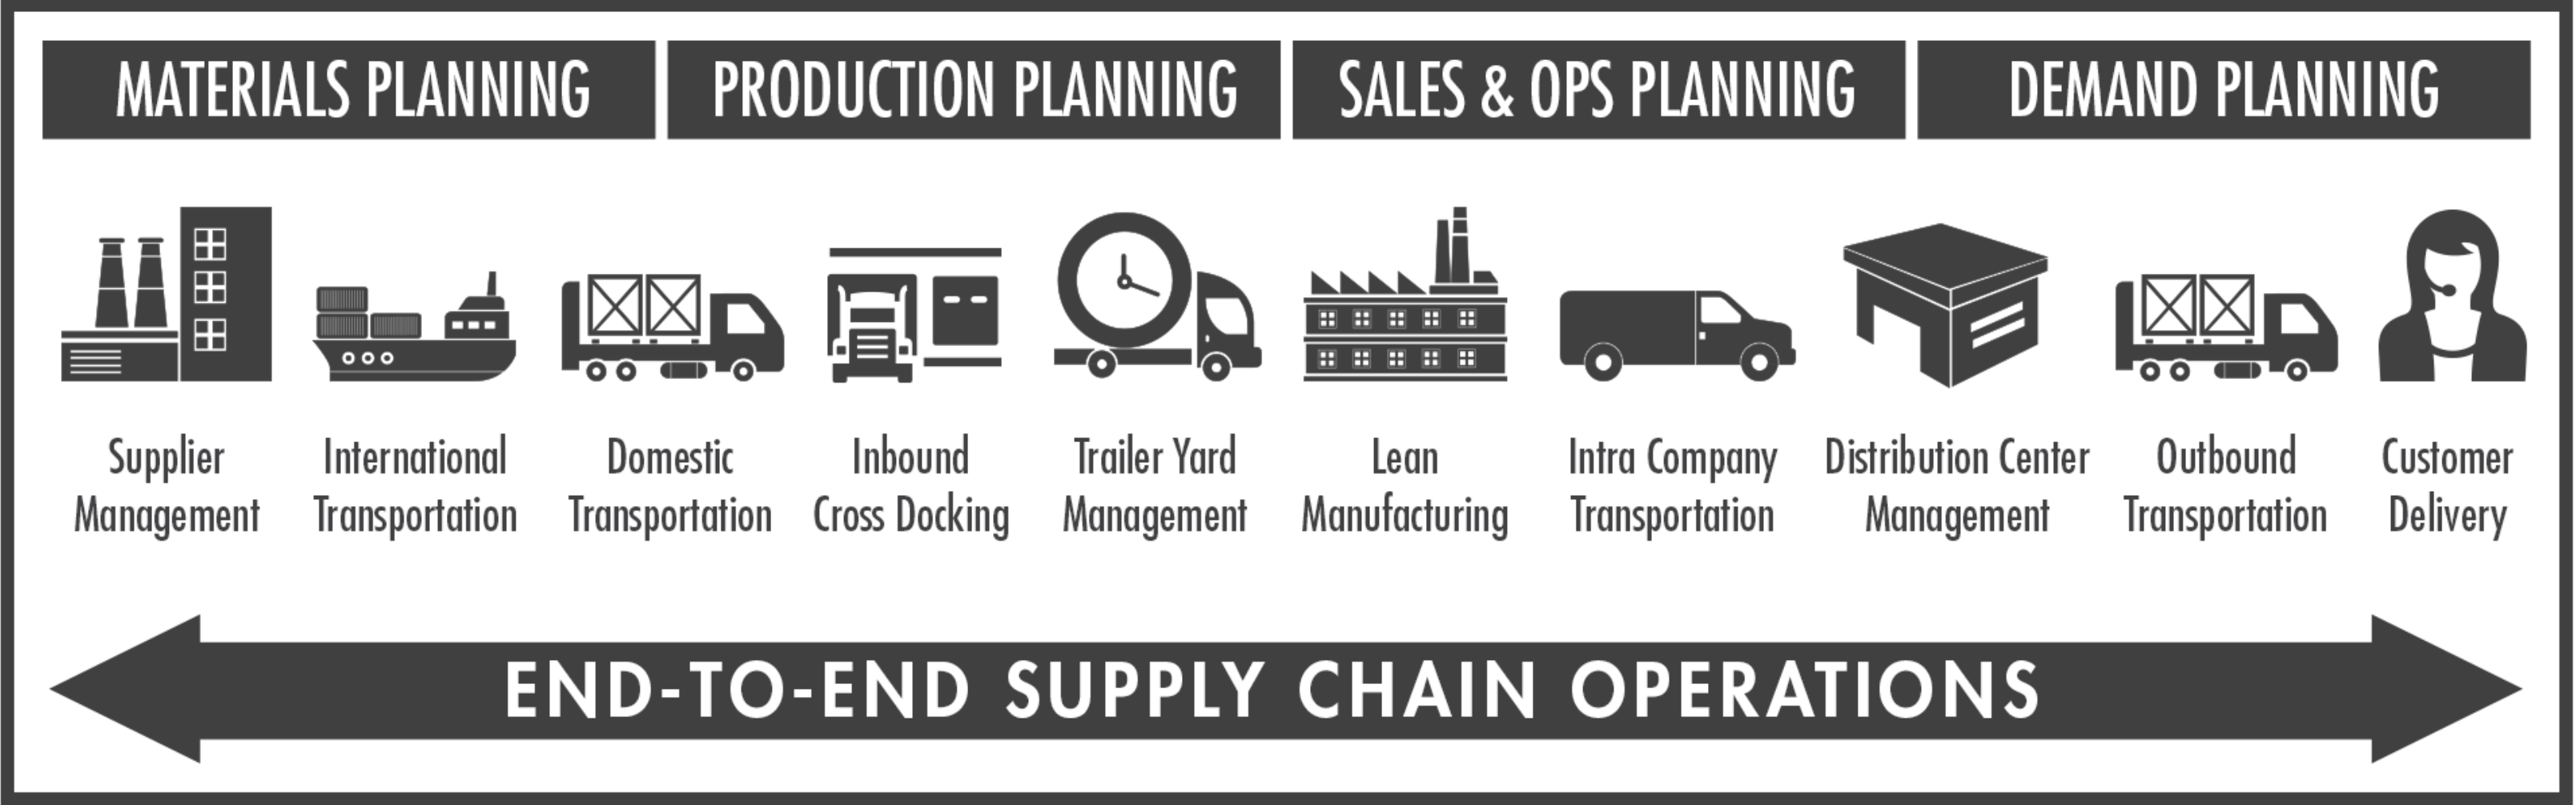 MATERIALS PLANNING
PRODUCTION PLANNING
SALES & OPS PLANNING
DEMAND PLANNING
Supplier
Management
International
Transportation
Domestic
Transportation
Inbound
Cross Docking
Trailer Yard
Management
Lean
Manufacturing
Intra Company
Transportation
Distribution Center
Management
Outbound
Transportation
Customer
Delivery
END-TO-END SUPPLY CHAIN OPERATIONS